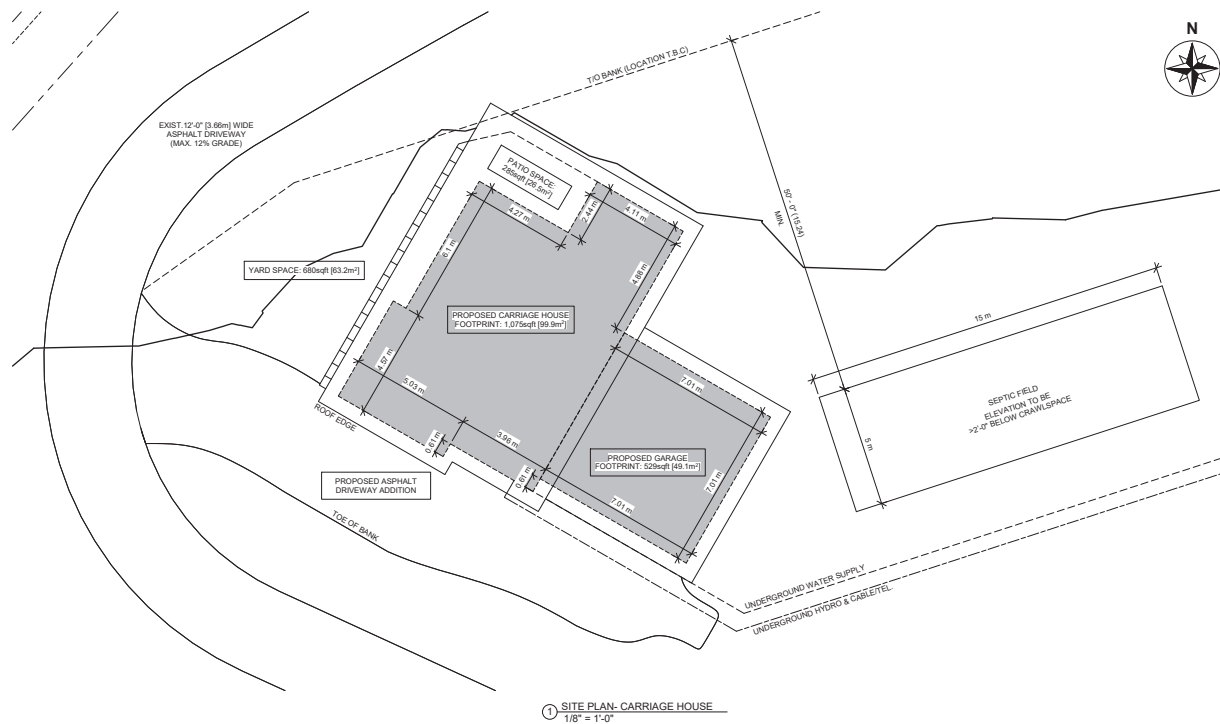 N
T/O BANK (LOCATION T.B.C)
EXIST.12'-0" [3.66m] WIDE
ASPHALT DRIVEWAY
(MAX. 12% GRADE)
PATIO SPACE:
285sqft [26.5m²]
4.27 m
2.44 m
4.11 m
50' - 0" (15.24)
MIN.
6.1 m
4.88 m
YARD SPACE: 680sqft [63.2m²]
PROPOSED CARRIAGE HOUSE
FOOTPRINT: 1,075sqft [99.9m²]
15 m
4.57 m
5.03 m
7.01 m
SEPTIC FIELD
ELEVATION TO BE
>2'-0" BELOW CRAWLSPACE
ROOF EDGE
0.61 m
3.96 m
5 m
PROPOSED GARAGE
FOOTPRINT: 529sqft [49.1m²]
0.61 m
7.01 m
7.01 m
PROPOSED ASPHALT
DRIVEWAY ADDITION
TOE OF BANK
UNDERGROUND WATER SUPPLY
UNDERGROUND HYDRO & CABLE/TEL.
1 SITE PLAN- CARRIAGE HOUSE
1/8" = 1'-0"